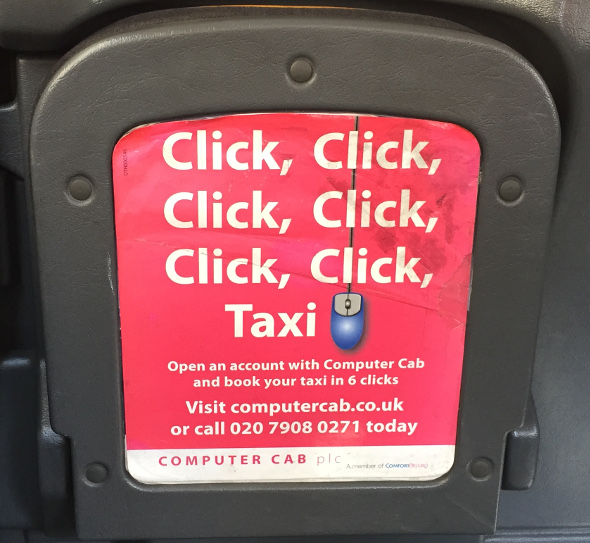 Click, Click,
Click, Click,
Click, Click,
Taxi
Open an account with Computer Cab
and book your taxi in 6 clicks
Visit computercab.co.uk
or call 020 7908 0271 today
COMPUTER CAB plc
A member of COMFORTDELGRO